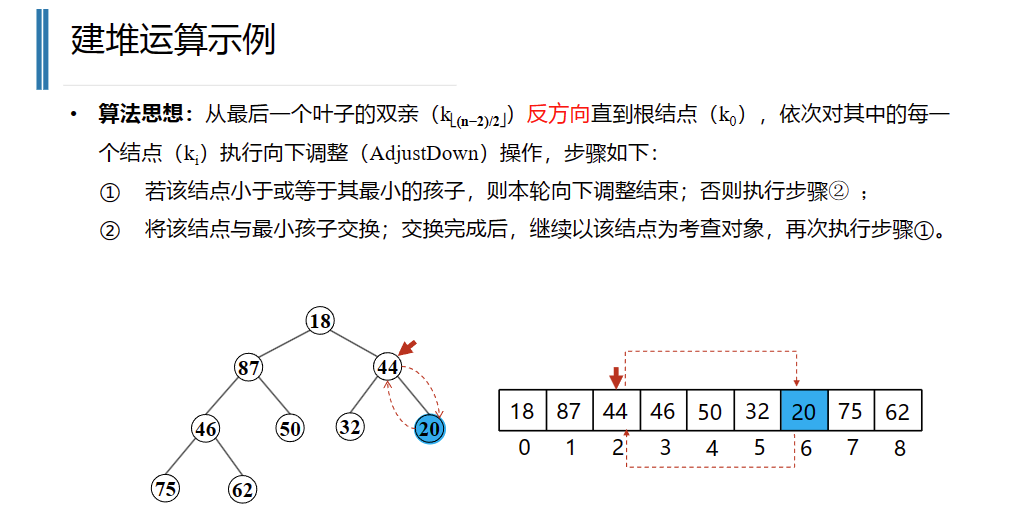 建堆运算示例
• 算法思想：从最后一个叶子的双亲（k⌊(n−2)/2⌋）反方向直到根结点（k0），依次对其中的每一
个结点（ki）执行向下调整（AdjustDown）操作，步骤如下：
① 若该结点小于或等于其最小的孩子，则本轮向下调整结束；否则执行步骤②；
② 将该结点与最小孩子交换；交换完成后，继续以该结点为考查对象，再次执行步骤①。
18
87 44
46 50 32 20
75 62
18 87 44 46 50 32 20 75 62
0 1 2 3 4 5 6 7 8